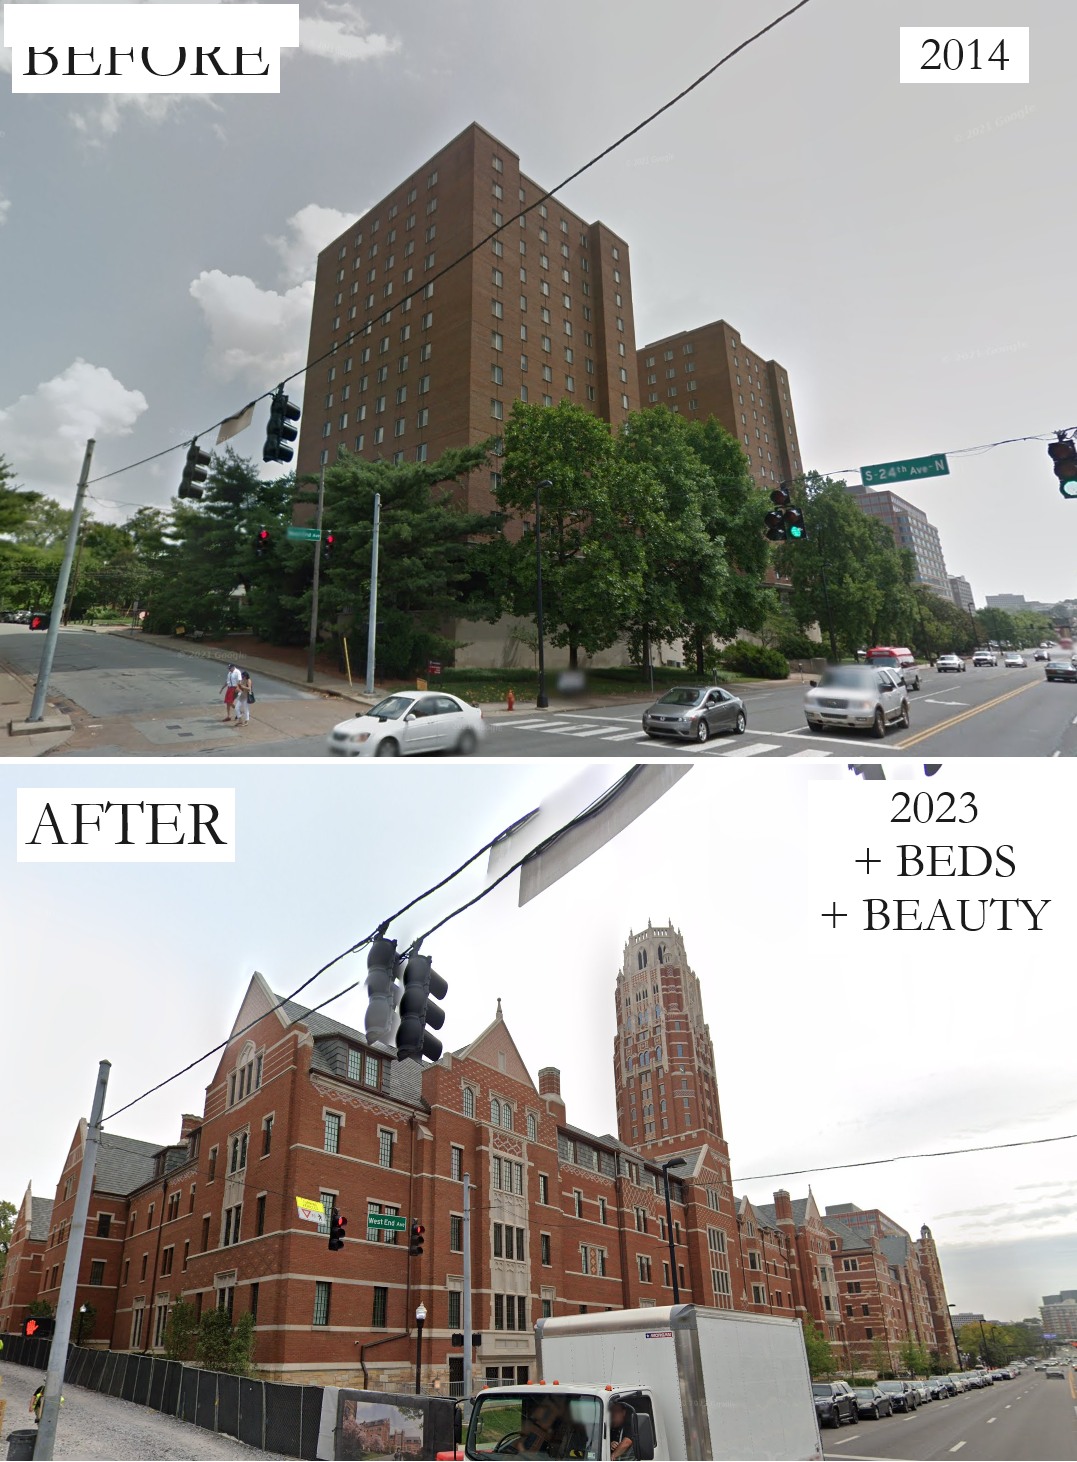 BEFORE
2014
S-24th Ave-N
AFTER
2023
+ BEDS
+ BEAUTY
West End Ave